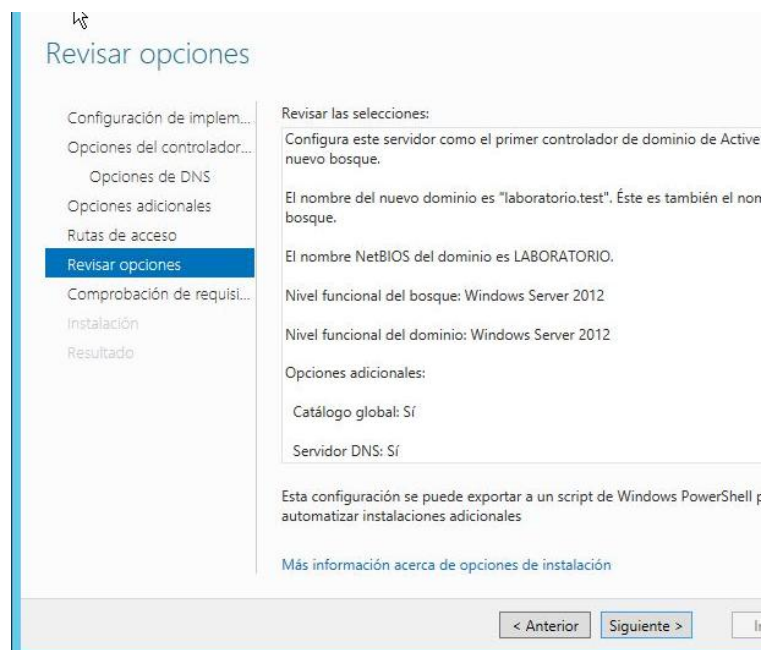 Revisar opciones
Configuración de implem...
Opciones del controlador...
Opciones de DNS
Opciones adicionales
Rutas de acceso
Revisar opciones
Comprobación de requisi...
Instalación
Resultado
Revisar las selecciones:
Configura este servidor como el primer controlador de dominio de Active
nuevo bosque.
El nombre del nuevo dominio es "laboratorio.test". Éste es también el
bosque.
El nombre NetBIOS del dominio es LABORATORIO.
Nivel funcional del bosque: Windows Server 2012
Nivel funcional del dominio: Windows Server 2012
Opciones adicionales:
Catálogo global: Sí
Servidor DNS: Sí
Esta configuración se puede exportar a un script de Windows PowerShell
automatizar instalaciones adicionales
Más información acerca de opciones de instalación
< Anterior
Siguiente >